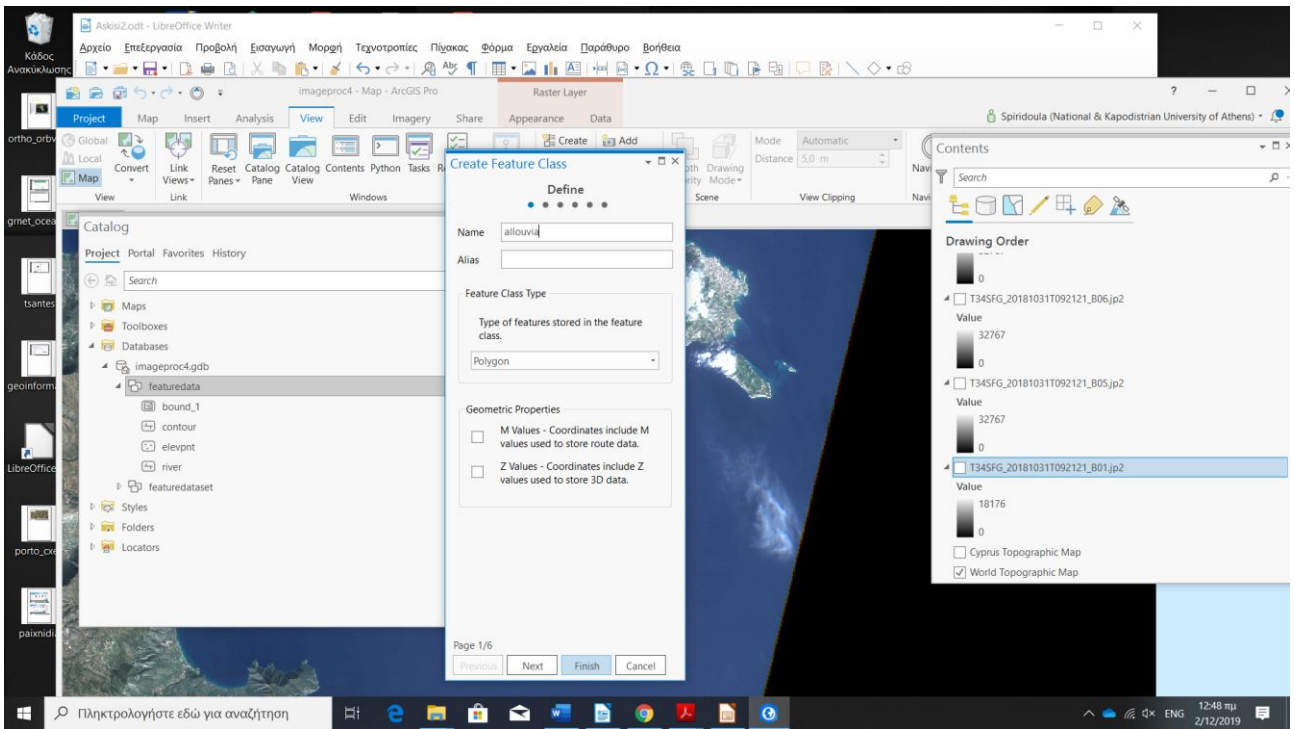 Κάδος
Ανακύκλωσης
ortho_orbv
grnet_ocea
tsantes
geoinform
LibreOffice
porto_cxe
paixnidi
Askisi2.odt - LibreOffice Writer
Αρχείο Επεξεργασία Προβολή Εισαγωγή Μορφή Τεχνοτροπίες Πίνακας Φόρμα Εργαλεία Παράθυρο Βοήθεια
imageproc4 - Map - ArcGIS Pro
Raster Layer
Project Map Insert Analysis View Edit Imagery Share Appearance Data
Spiridoula (National & Kapodistrian University of Athens)
Global
Local
Map
Convert
Link
Views
Reset
Panes
Catalog
Pane
Catalog
View
Contents
Python
Tasks
Create
Add
Drawing
Mode
Mode Automatic
Distance 5,0 m
Nav
View
Link
Windows
Scene
View Clipping
Navi
Catalog
Project Portal Favorites History
Search
Maps
Toolboxes
Databases
imageproc4.gdb
featuredata
bound_1
contour
elevpnt
river
featuredataset
Styles
Folders
Locators
Create Feature Class
Define
Name allouvia
Alias
Feature Class Type
Type of features stored in the feature
class.
Polygon
Geometric Properties
M Values - Coordinates include M
values used to store route data.
Z Values - Coordinates include Z
values used to store 3D data.
Page 1/6
Previous Next Finish Cancel
Contents
Search
Drawing Order
0
T34SFG_20181031T092121_B06.jp2
Value
32767
0
T34SFG_20181031T092121_B05.jp2
Value
32767
0
T34SFG_20181031T092121_B01.jp2
Value
18176
0
Cyprus Topographic Map
World Topographic Map
Πληκτρολογήστε εδώ για αναζήτηση
ENG
12:48 πμ
2/12/2019